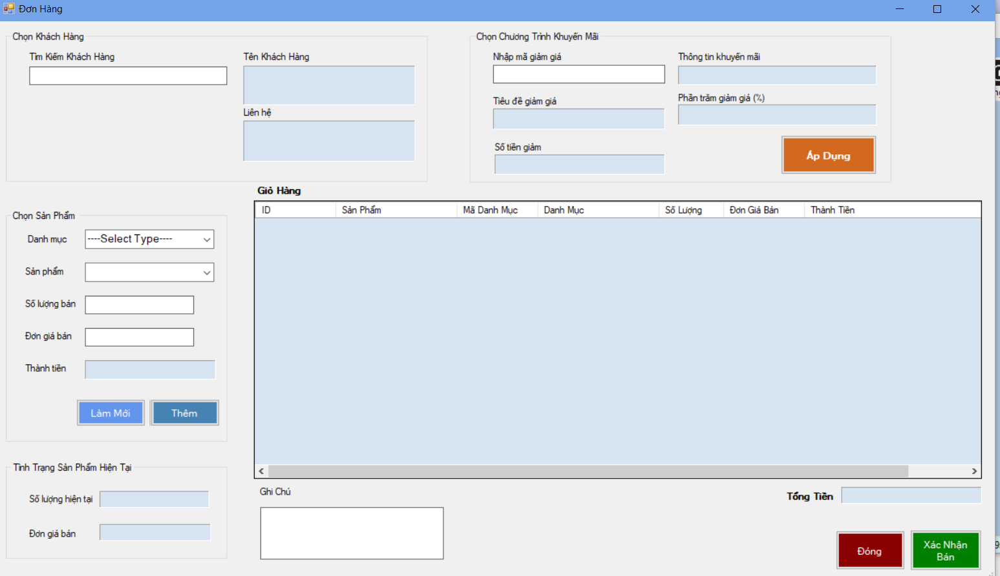 Đơn Hàng
Chọn Khách Hàng
Tìm Kiếm Khách Hàng
Tên Khách Hàng
Liên hệ
Chọn Chương Trình Khuyến Mãi
Nhập mã giảm giá
Thông tin khuyến mãi
Tiêu đề giảm giá
Phần trăm giảm giá (%)
Số tiền giảm
Áp Dụng
Giỏ Hàng
ID Sản Phẩm Mã Danh Mục Danh Mục Số Lượng Đơn Giá Bán Thành Tiền
Chọn Sản Phẩm
Danh mục ----Select Type----
Sản phẩm
Số lượng bán
Đơn giá bán
Thành tiền
Làm Mới Thêm
Tình Trạng Sản Phẩm Hiện Tại
Số lượng hiện tại
Đơn giá bán
Ghi Chú
Tổng Tiền
Đóng
Xác Nhận
Bán